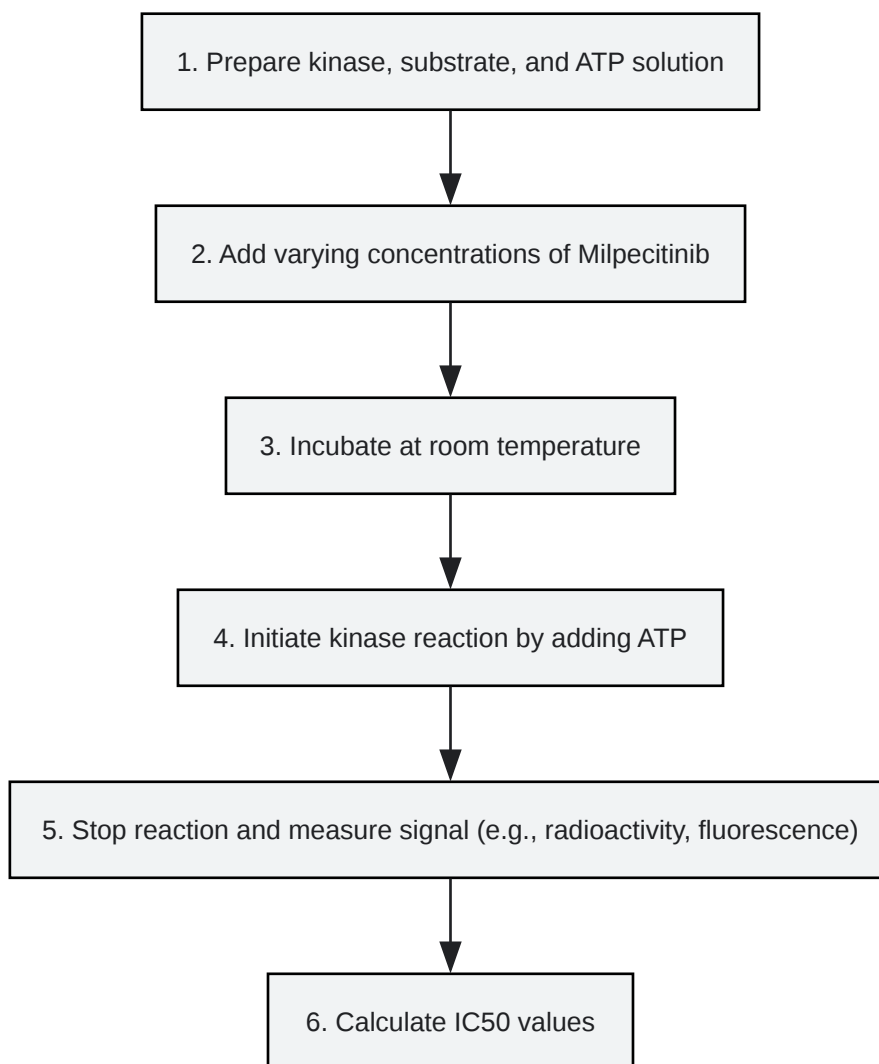 1. Prepare kinase, substrate, and ATP solution
2. Add varying concentrations of Milpecitinib
3. Incubate at room temperature
4. Initiate kinase reaction by adding ATP
5. Stop reaction and measure signal (e.g., radioactivity, fluorescence)
6. Calculate IC50 values